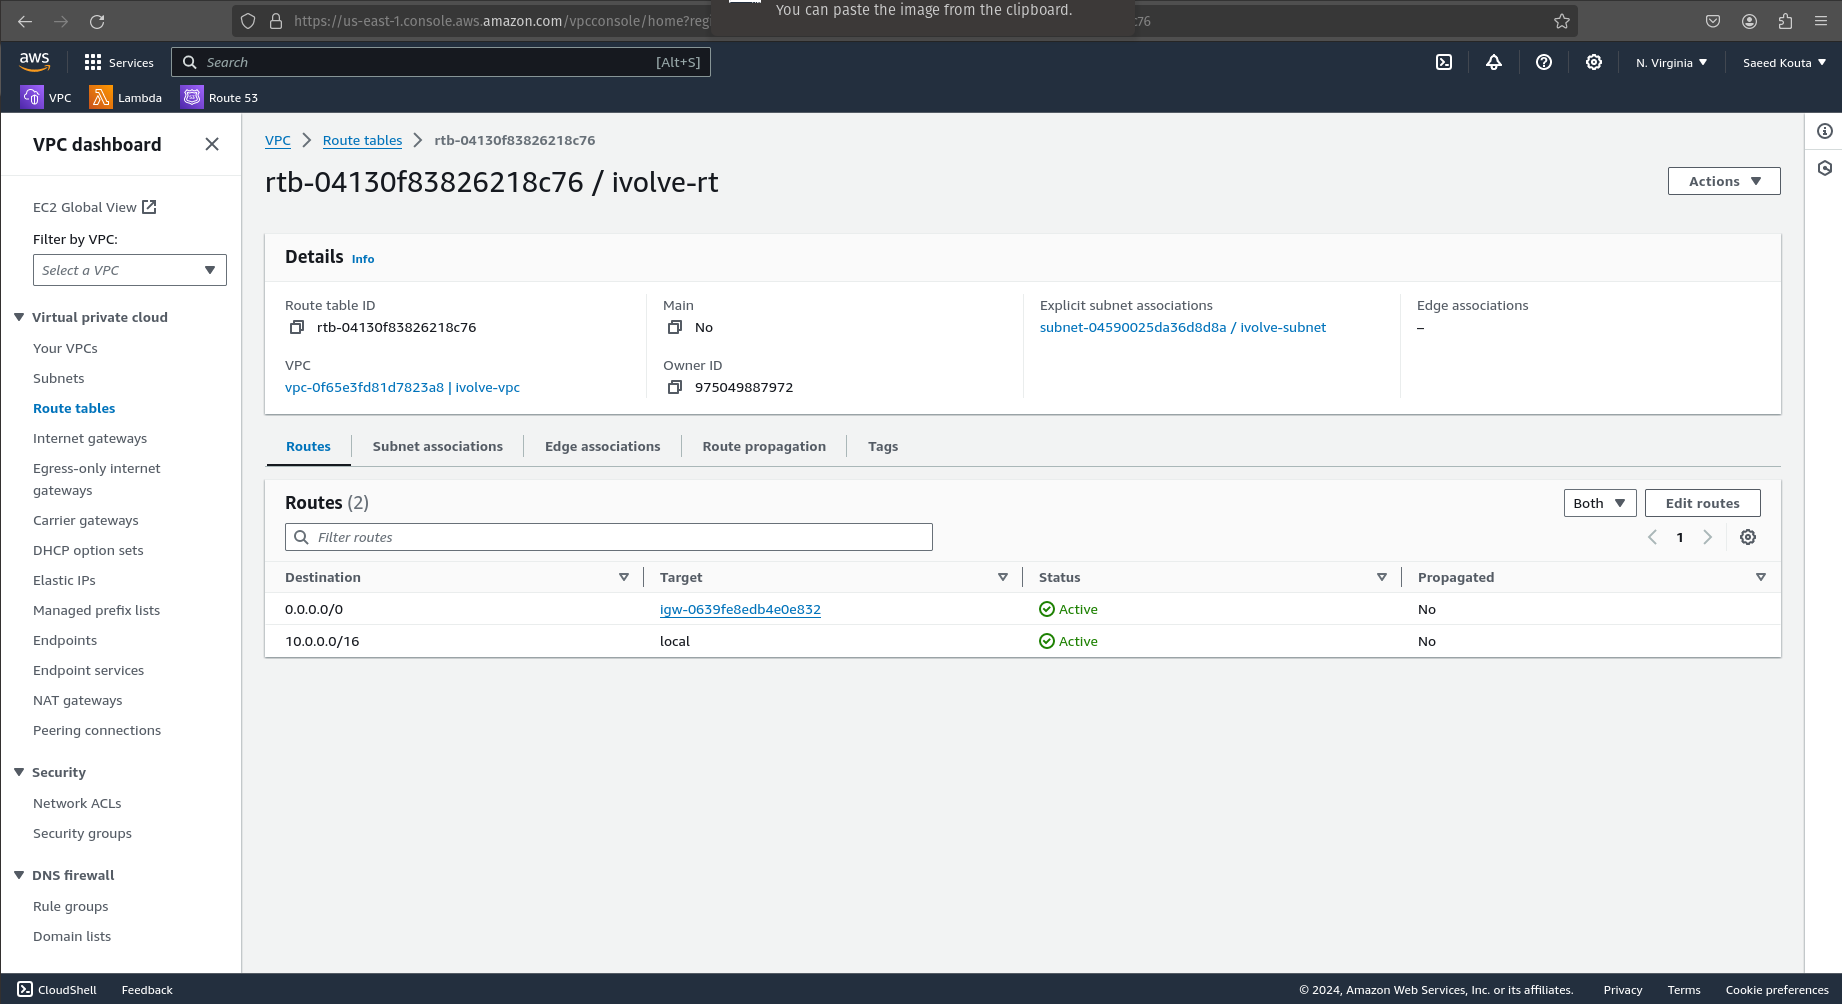 You can paste the image from the clipboard.
https://us-east-1.console.aws.amazon.com/vpcconsole/home?reg
c76
aws
Services
Search
[Alt+S]
N. Virginia
Saeed Kouta
VPC
Lambda
Route 53
VPC dashboard
EC2 Global View
Filter by VPC:
Select a VPC
Virtual private cloud
Your VPCs
Subnets
Route tables
Internet gateways
Egress-only internet
gateways
Carrier gateways
DHCP option sets
Elastic IPs
Managed prefix lists
Endpoints
Endpoint services
NAT gateways
Peering connections
Security
Network ACLs
Security groups
DNS firewall
Rule groups
Domain lists
VPC
Route tables
rtb-04130f83826218c76
rtb-04130f83826218c76 / ivolve-rt
Actions
Details Info
Route table ID
rtb-04130f83826218c76
Main
No
Explicit subnet associations
subnet-04590025da36d8d8a / ivolve-subnet
Edge associations
–
VPC
vpc-0f65e3fd81d7823a8 | ivolve-vpc
Owner ID
975049887972
Routes
Subnet associations
Edge associations
Route propagation
Tags
Routes (2)
Both
Edit routes
Filter routes
1
Destination Target Status Propagated
0.0.0.0/0 igw-0639fe8edb4e0e832 Active No
10.0.0.0/16 local Active No
CloudShell
Feedback
© 2024, Amazon Web Services, Inc. or its affiliates.
Privacy
Terms
Cookie preferences